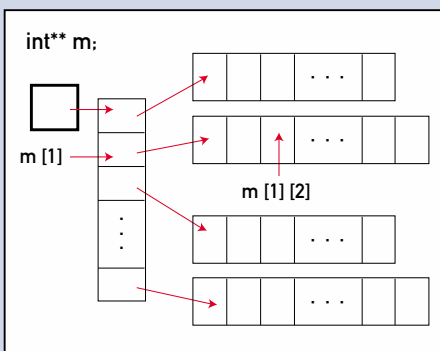 int** m;
. . .
m [1]
. . .
m [1] [2]
. . .
. . .
. . .